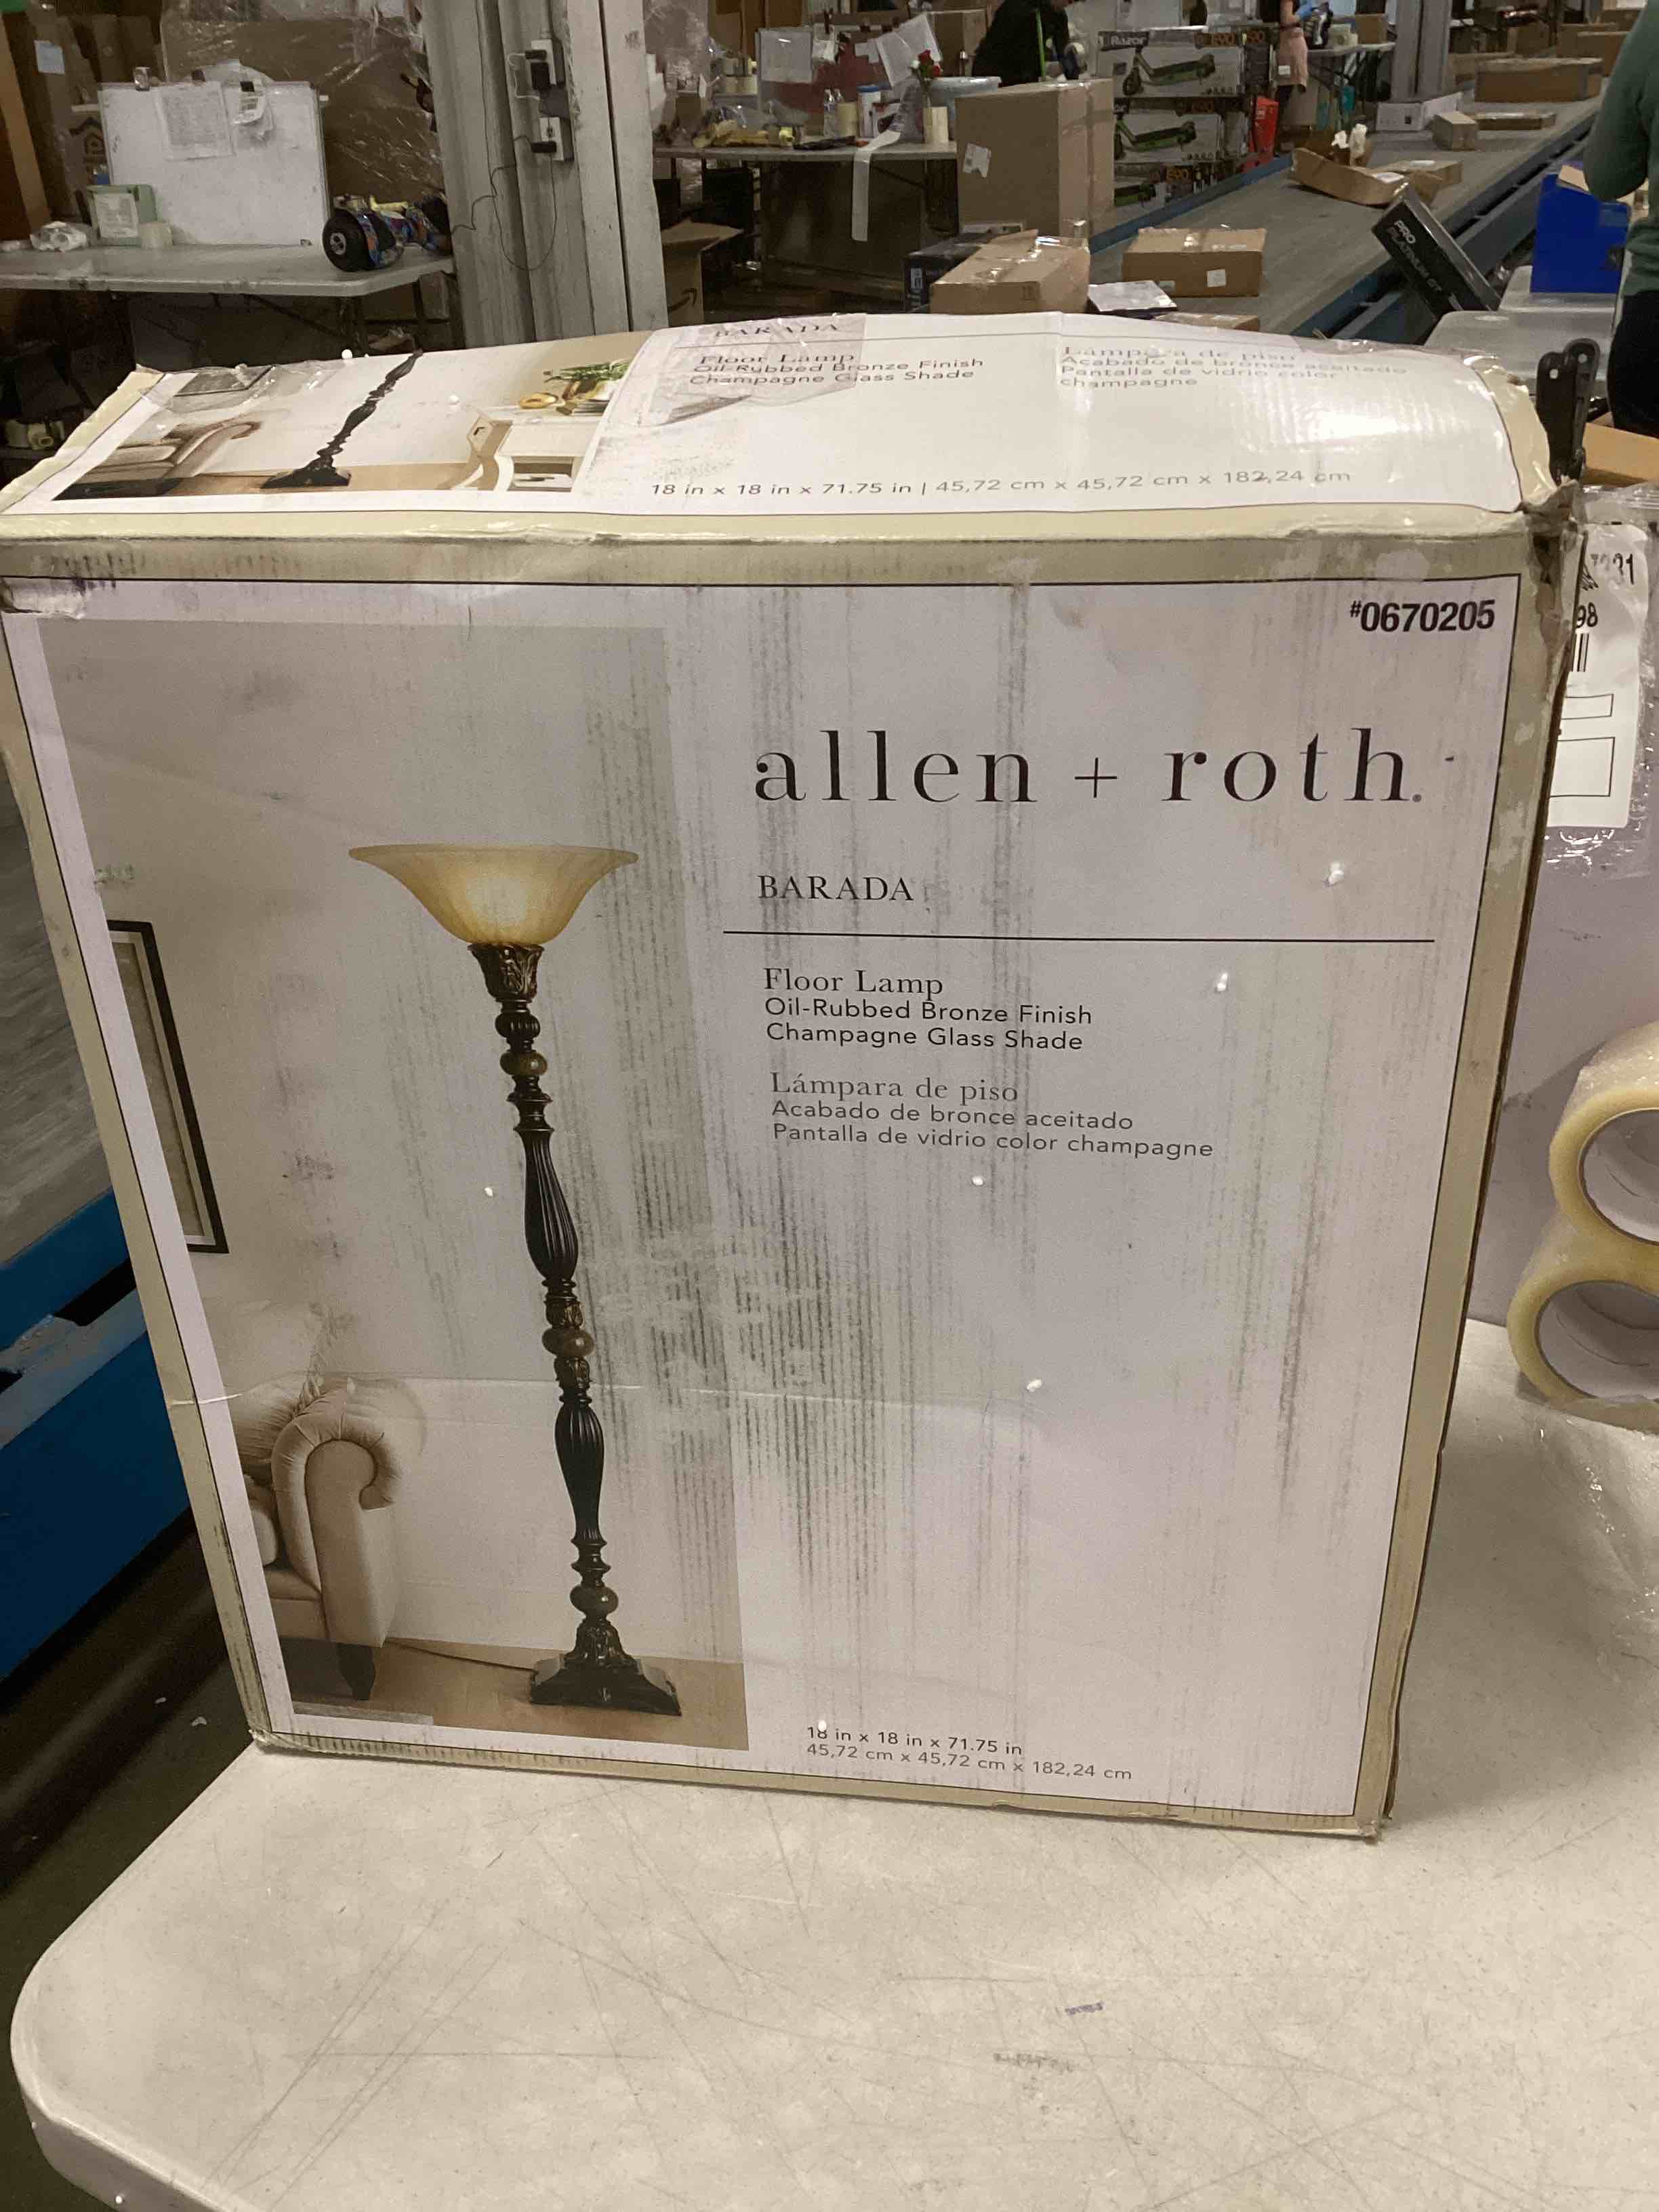 Razor
PRO
BARADA
Floor Lamp
Oil-Rubbed Bronze Finish
Champagne Glass Shade
Lámpara de piso
Acabado de bronce aceitado
Pantalla de vidrio color
champagne
18 in x 18 in x 71.75 in | 45,72 cm x 45,72 cm x 182,24 cm
98
#0670205
allen + roth®
BARADA
Floor Lamp
Oil-Rubbed Bronze Finish
Champagne Glass Shade
Lámpara de piso
Acabado de bronce aceitado
Pantalla de vidrio color champagne
18 in x 18 in x 71.75 in
45,72 cm x 45,72 cm x 182,24 cm